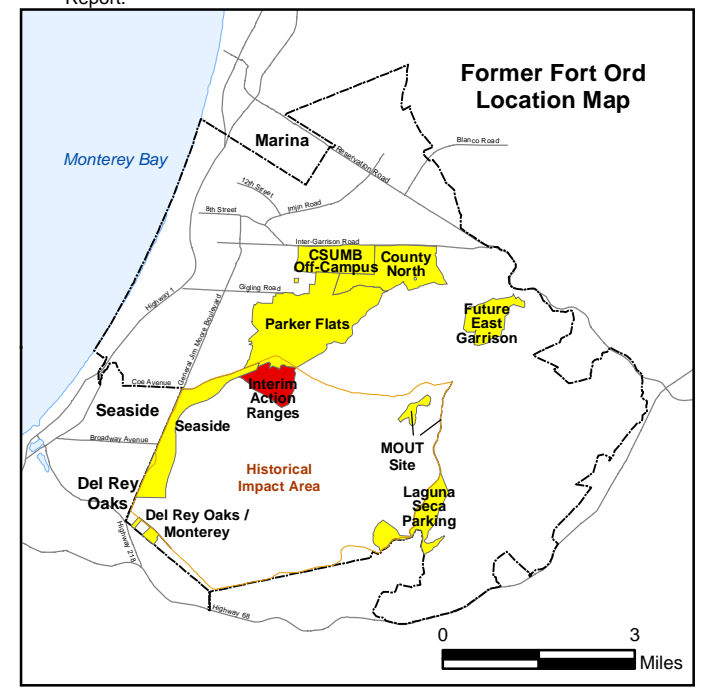 Report.
Former Fort Ord
Location Map
Marina
Blanco Road
Reservation Road
Monterey Bay
12th Street
Imjin Road
8th Street
Inter-Garrison Road
CSUMB
Off-Campus
County
North
Gigling Road
Highway 1
General Jim Moore Boulevard
Parker Flats
Future
East
Garrison
Coe Avenue
Interim
Action
Ranges
Seaside
Seaside
Broadway Avenue
MOUT
Site
Historical
Impact Area
Del Rey
Oaks
Laguna
Seca
Parking
Del Rey Oaks /
Monterey
Highway 218
Highway 68
0 3
Miles